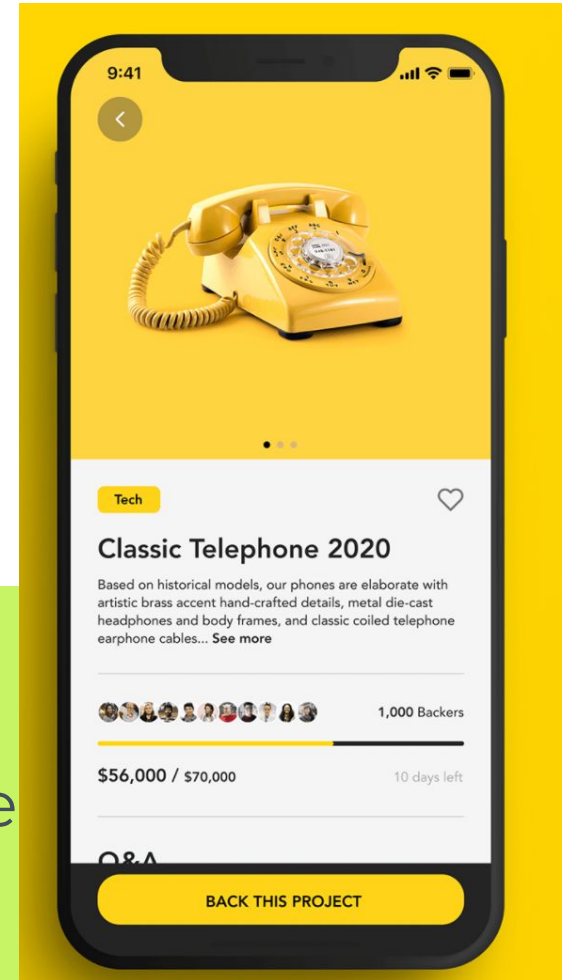 9:41
Tech
Classic Telephone 2020
Based on historical models, our phones are elaborate with
artistic brass accent hand-crafted details, metal die-cast
headphones and body frames, and classic coiled telephone
earphone cables... See more
1,000 Backers
$56,000 / $70,000
10 days left
e
Q&A
BACK THIS PROJECT